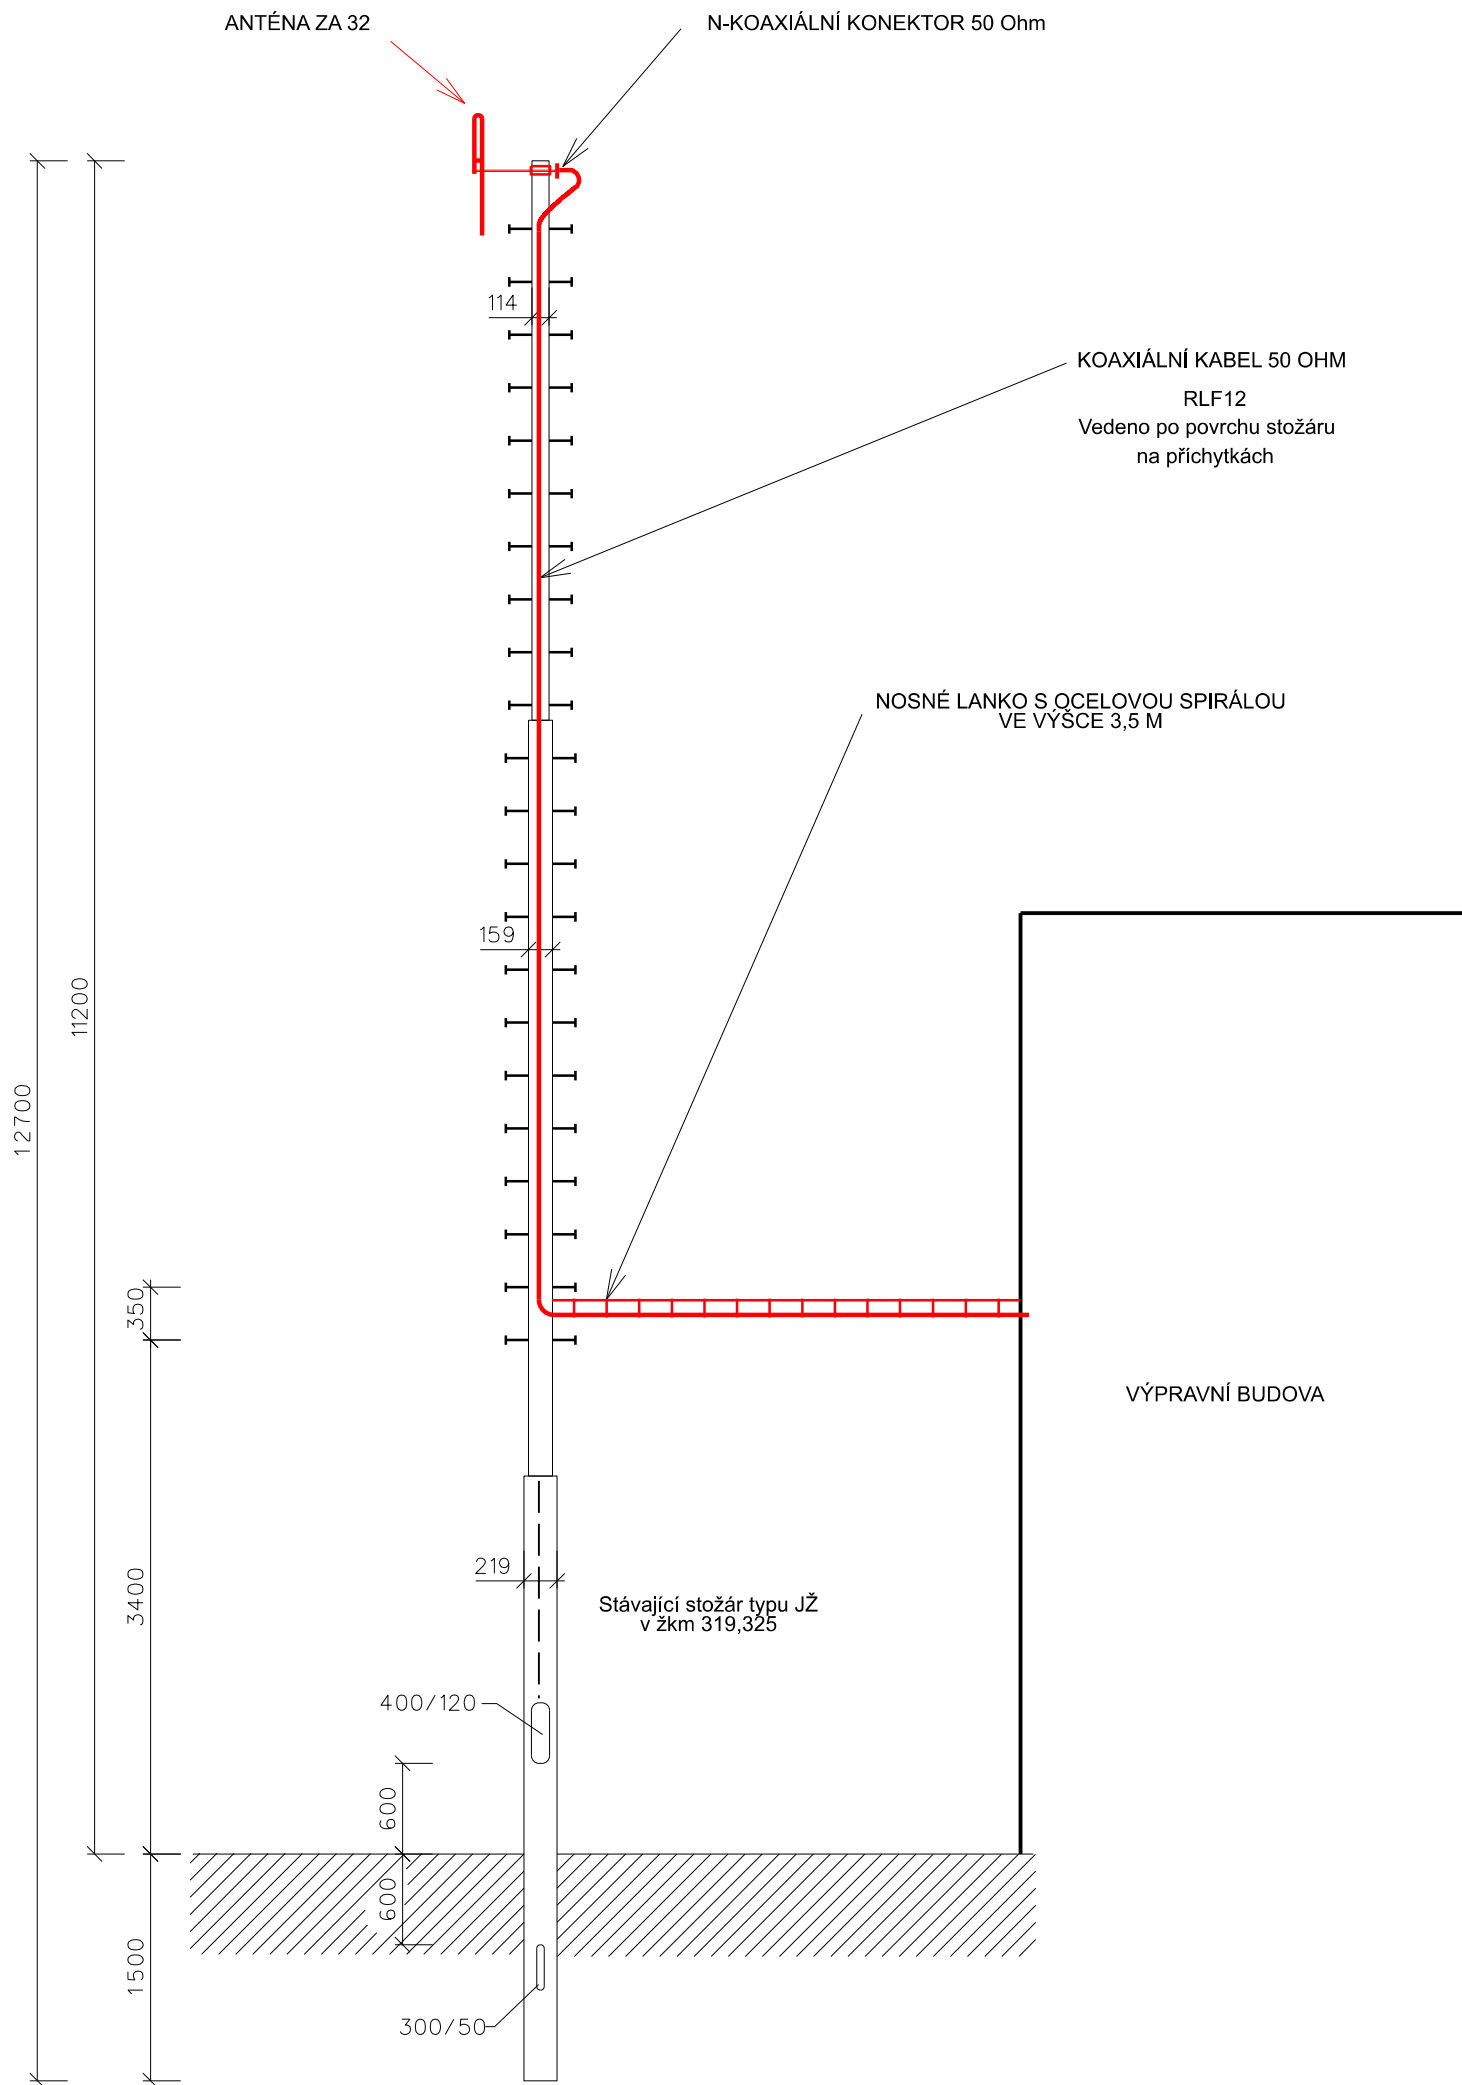 ANTÉNA ZA 32
N-KOAXIÁLNÍ KONEKTOR 50 Ohm
114
KOAXIÁLNÍ KABEL 50 OHM
RLF12
Vedeno po povrchu stožáru
na příchytkách
NOSNÉ LANKO S OCELOVOU SPIRÁLOU
VE VÝŠCE 3,5 M
159
11200
12700
350
VÝPRAVNÍ BUDOVA
3400
219
Stávající stožár typu JŽ
v žkm 319,325
400/120
600
600
1500
300/50